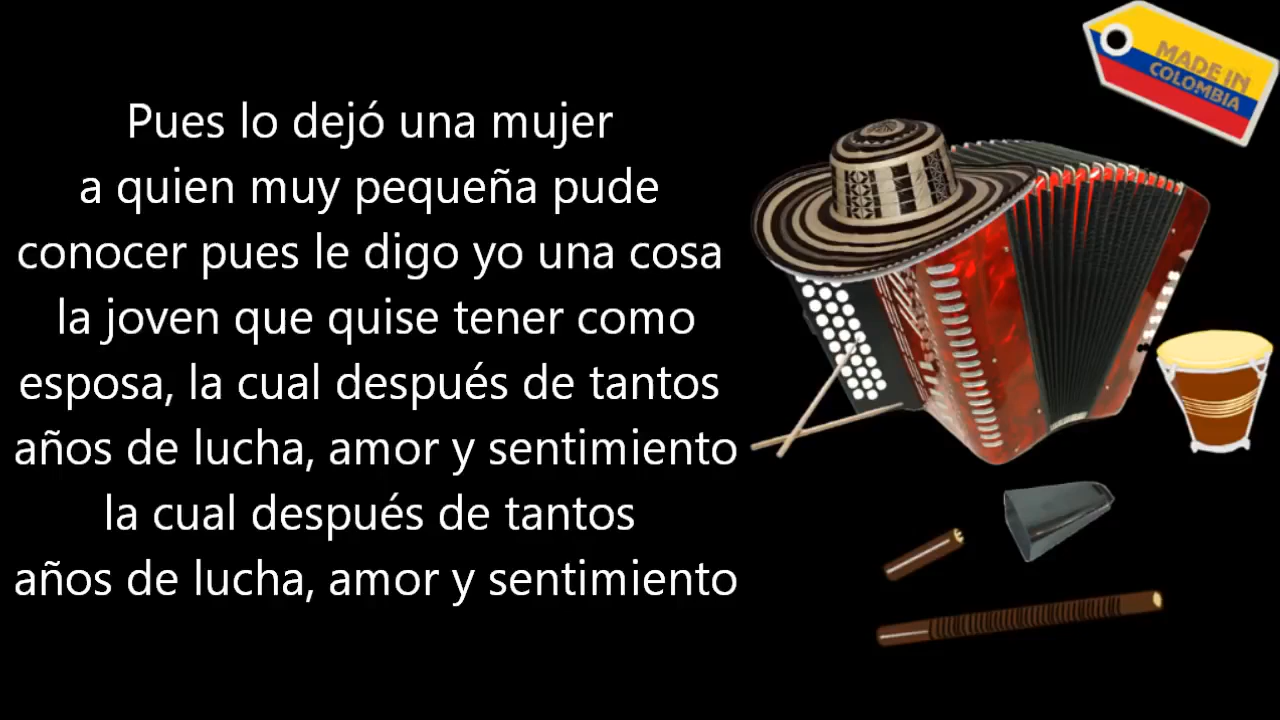 Pues lo dejó una mujer
a quien muy pequeña pude
conocer pues le digo yo una cosa
la joven que quise tener como
esposa, la cual después de tantos
años de lucha, amor y sentimiento
la cual después de tantos
años de lucha, amor y sentimiento
MADE IN
COLOMBIA